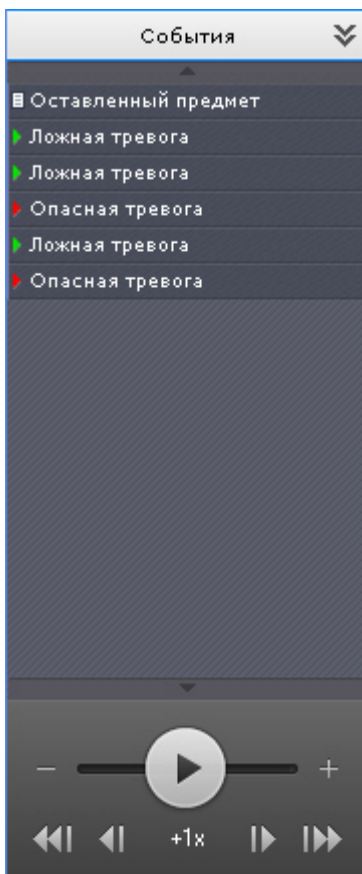 События
Оставленный предмет
Ложная тревога
Ложная тревога
Опасная тревога
Ложная тревога
Опасная тревога
− +
+1x